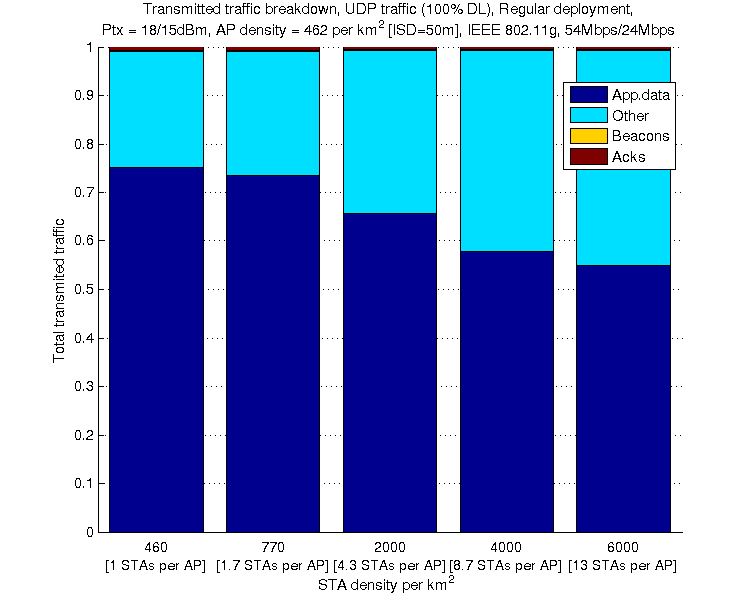 Transmitted traffic breakdown, UDP traffic (100% DL), Regular deployment,
Ptx = 18/15dBm, AP density = 462 per km² [ISD=50m], IEEE 802.11g, 54Mbps/24Mbps
1
0.9
0.8
0.7
0.6
0.5
0.4
0.3
0.2
0.1
0
Total transmited traffic
App.data
Other
Beacons
Acks
460 770 2000 4000 6000
[1 STAs per AP] [1.7 STAs per AP] [4.3 STAs per AP] [8.7 STAs per AP] [13 STAs per AP]
STA density per km²